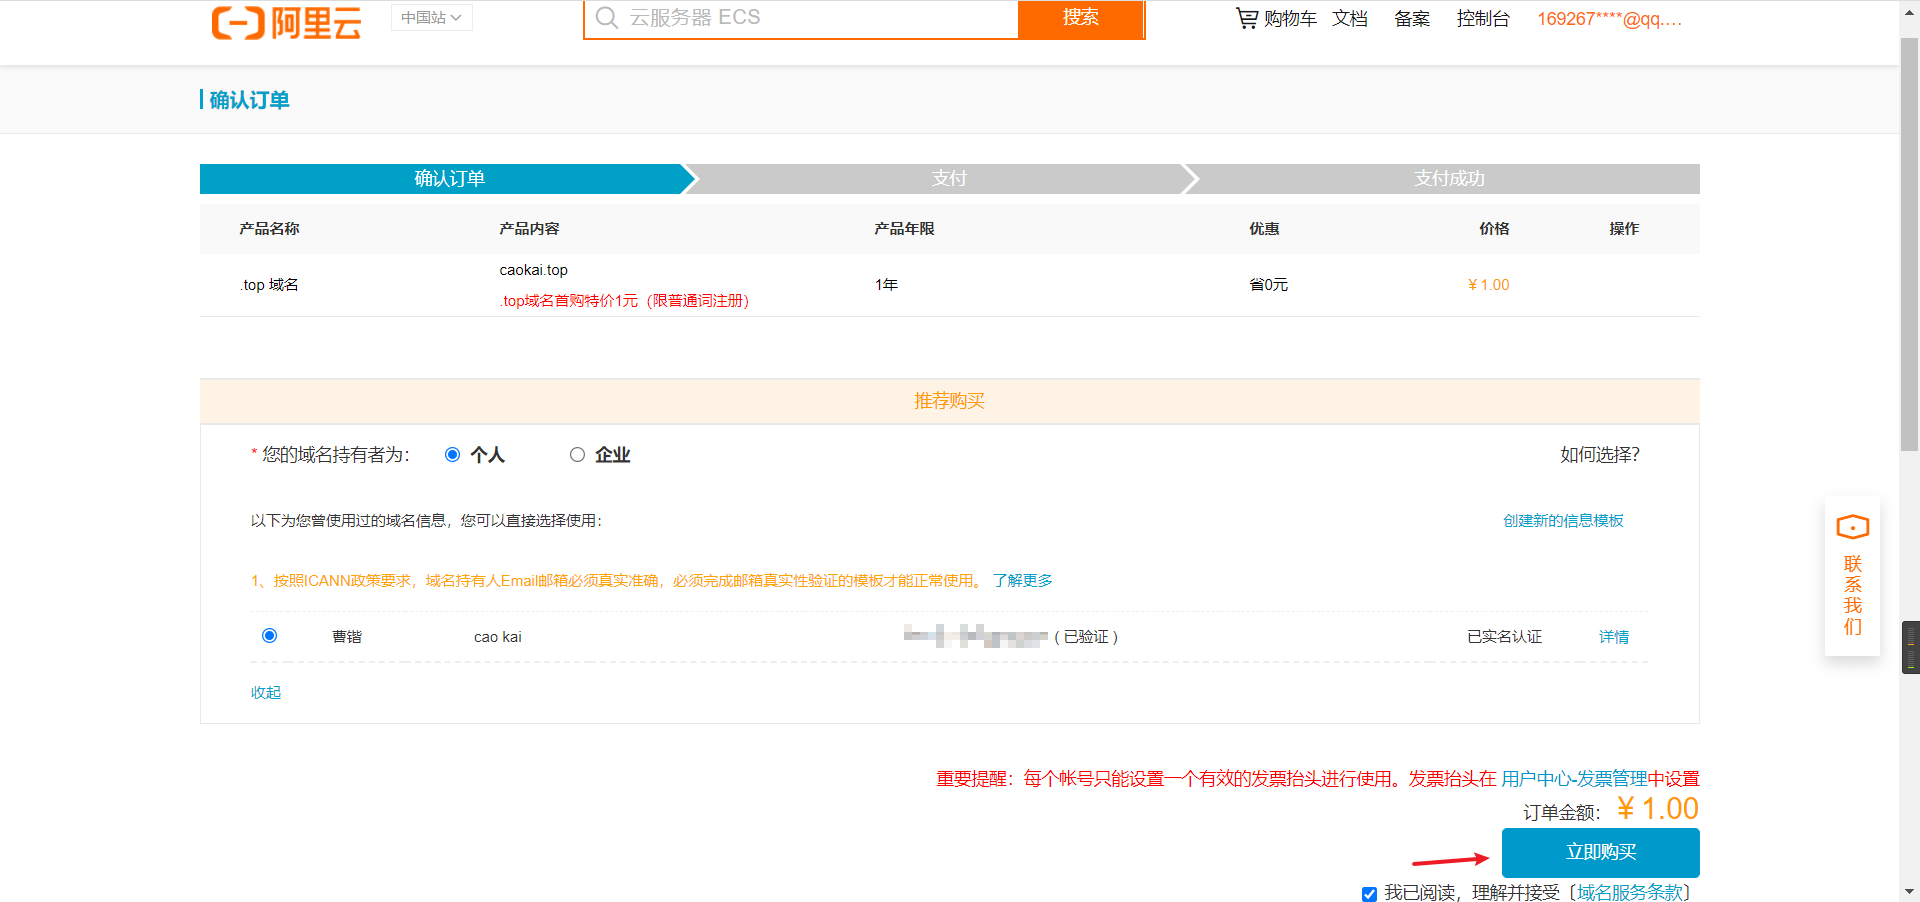 阿里云 中国站 云服务器 ECS 搜索 购物车 文档 备案 控制台 169267****@qq....
确认订单
确认订单 支付 支付成功
产品名称 产品内容 产品年限 优惠 价格 操作
.top 域名 caokai.top 1年 省0元 ¥ 1.00
.top域名首购特价1元（限普通词注册）
推荐购买
* 您的域名持有者为： 个人 企业 如何选择?
以下为您曾使用过的域名信息，您可以直接选择使用： 创建新的信息模板
1、按照ICANN政策要求，域名持有人Email邮箱必须真实准确，必须完成邮箱真实性验证的模板才能正常使用。 了解更多
曹锴 cao kai ( 已验证 ) 已实名认证 详情
收起
联系我们
重要提醒：每个帐号只能设置一个有效的发票抬头进行使用。发票抬头在 用户中心-发票管理中设置
订单金额： ¥ 1.00
立即购买
我已阅读，理解并接受〔域名服务条款〕